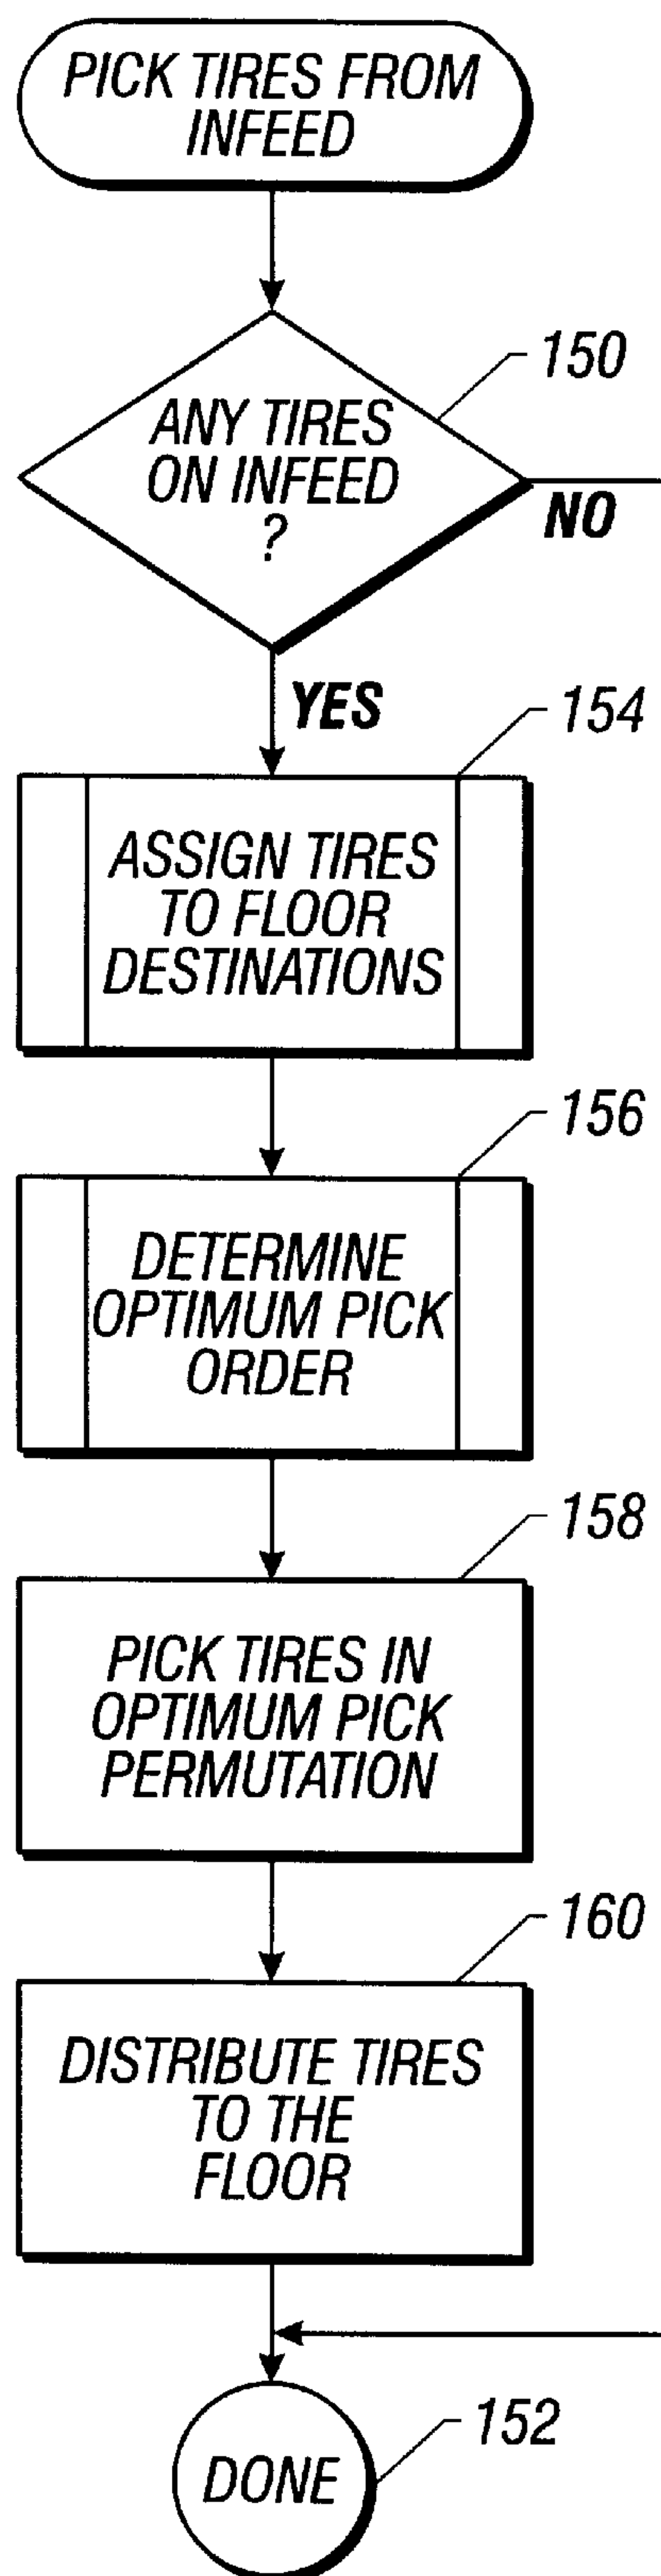 PICK TIRES FROM
INFEED
150
ANY TIRES
ON INFEED
?
NO
YES
154
ASSIGN TIRES
TO FLOOR
DESTINATIONS
156
DETERMINE
OPTIMUM PICK
ORDER
158
PICK TIRES IN
OPTIMUM PICK
PERMUTATION
160
DISTRIBUTE TIRES
TO THE
FLOOR
152
DONE